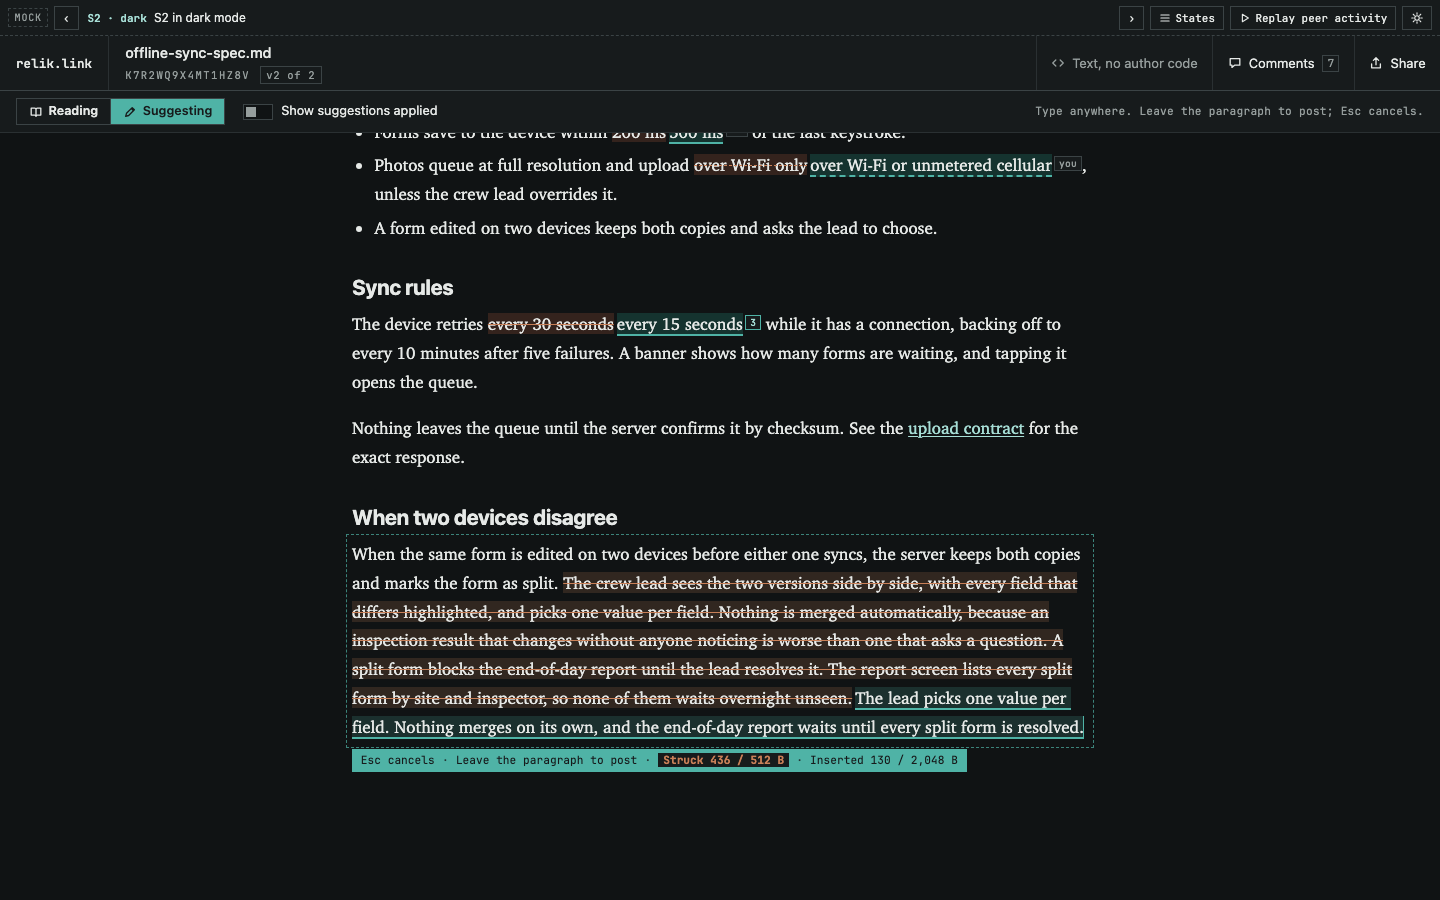 MOCK ‹ S2 · dark S2 in dark mode › States Replay peer activity
relik.link offline-sync-spec.md K7R2WQ9X4MT1HZ8V v2 of 2 Text, no author code Comments 7 Share
Reading Suggesting Show suggestions applied Type anywhere. Leave the paragraph to post; Esc cancels.
• Forms save to the device within 200 ms 500 ms of the last keystroke.
• Photos queue at full resolution and upload over Wi-Fi only over Wi-Fi or unmetered cellular you,
unless the crew lead overrides it.
• A form edited on two devices keeps both copies and asks the lead to choose.
Sync rules
The device retries every 30 seconds every 15 seconds 3 while it has a connection, backing off to
every 10 minutes after five failures. A banner shows how many forms are waiting, and tapping it
opens the queue.
Nothing leaves the queue until the server confirms it by checksum. See the upload contract for the
exact response.
When two devices disagree
When the same form is edited on two devices before either one syncs, the server keeps both copies
and marks the form as split. The crew lead sees the two versions side by side, with every field that
differs highlighted, and picks one value per field. Nothing is merged automatically, because an
inspection result that changes without anyone noticing is worse than one that asks a question. A
split form blocks the end-of-day report until the lead resolves it. The report screen lists every split
form by site and inspector, so none of them waits overnight unseen. The lead picks one value per
field. Nothing merges on its own, and the end-of-day report waits until every split form is resolved.
Esc cancels · Leave the paragraph to post · Struck 436 / 512 B · Inserted 130 / 2,048 B